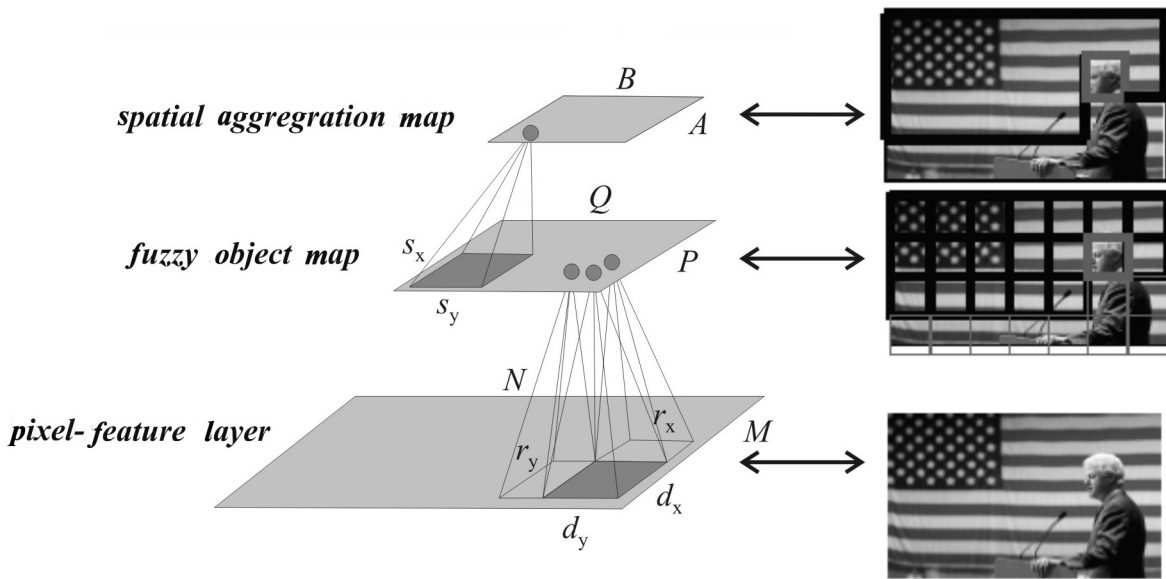 B
spatial aggregration map
A
Q
s_x
fuzzy object map
P
s_y
N
pixel-feature layer
r_x
M
r_y
d_x
d_y